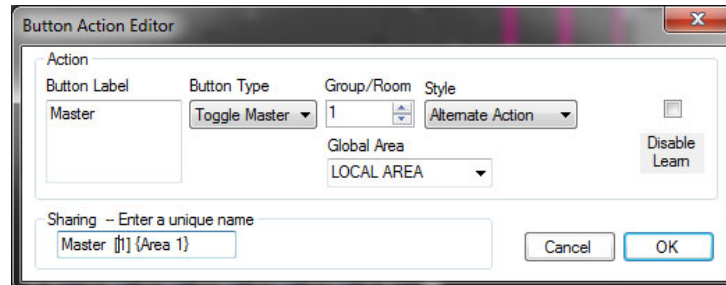 Button Action Editor
Action
Button Label
Button Type
Group/Room
Style
Master
Toggle Master
1
Alternate Action
Disable
Learn
Global Area
LOCAL AREA
Sharing -- Enter a unique name
Master [1] {Area 1}
Cancel
OK